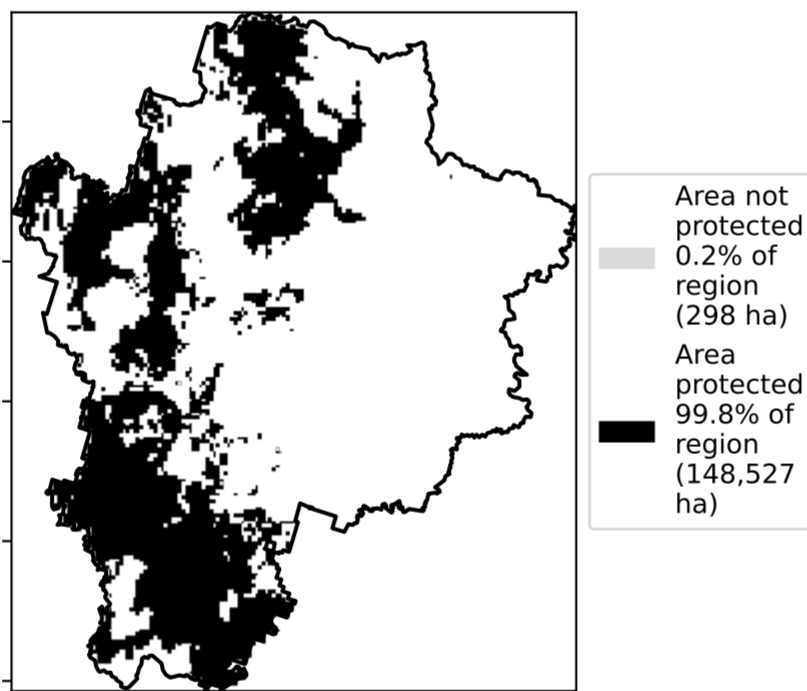 Area not
protected
0.2% of
region
(298 ha)
Area
protected
99.8% of
region
(148,527
ha)